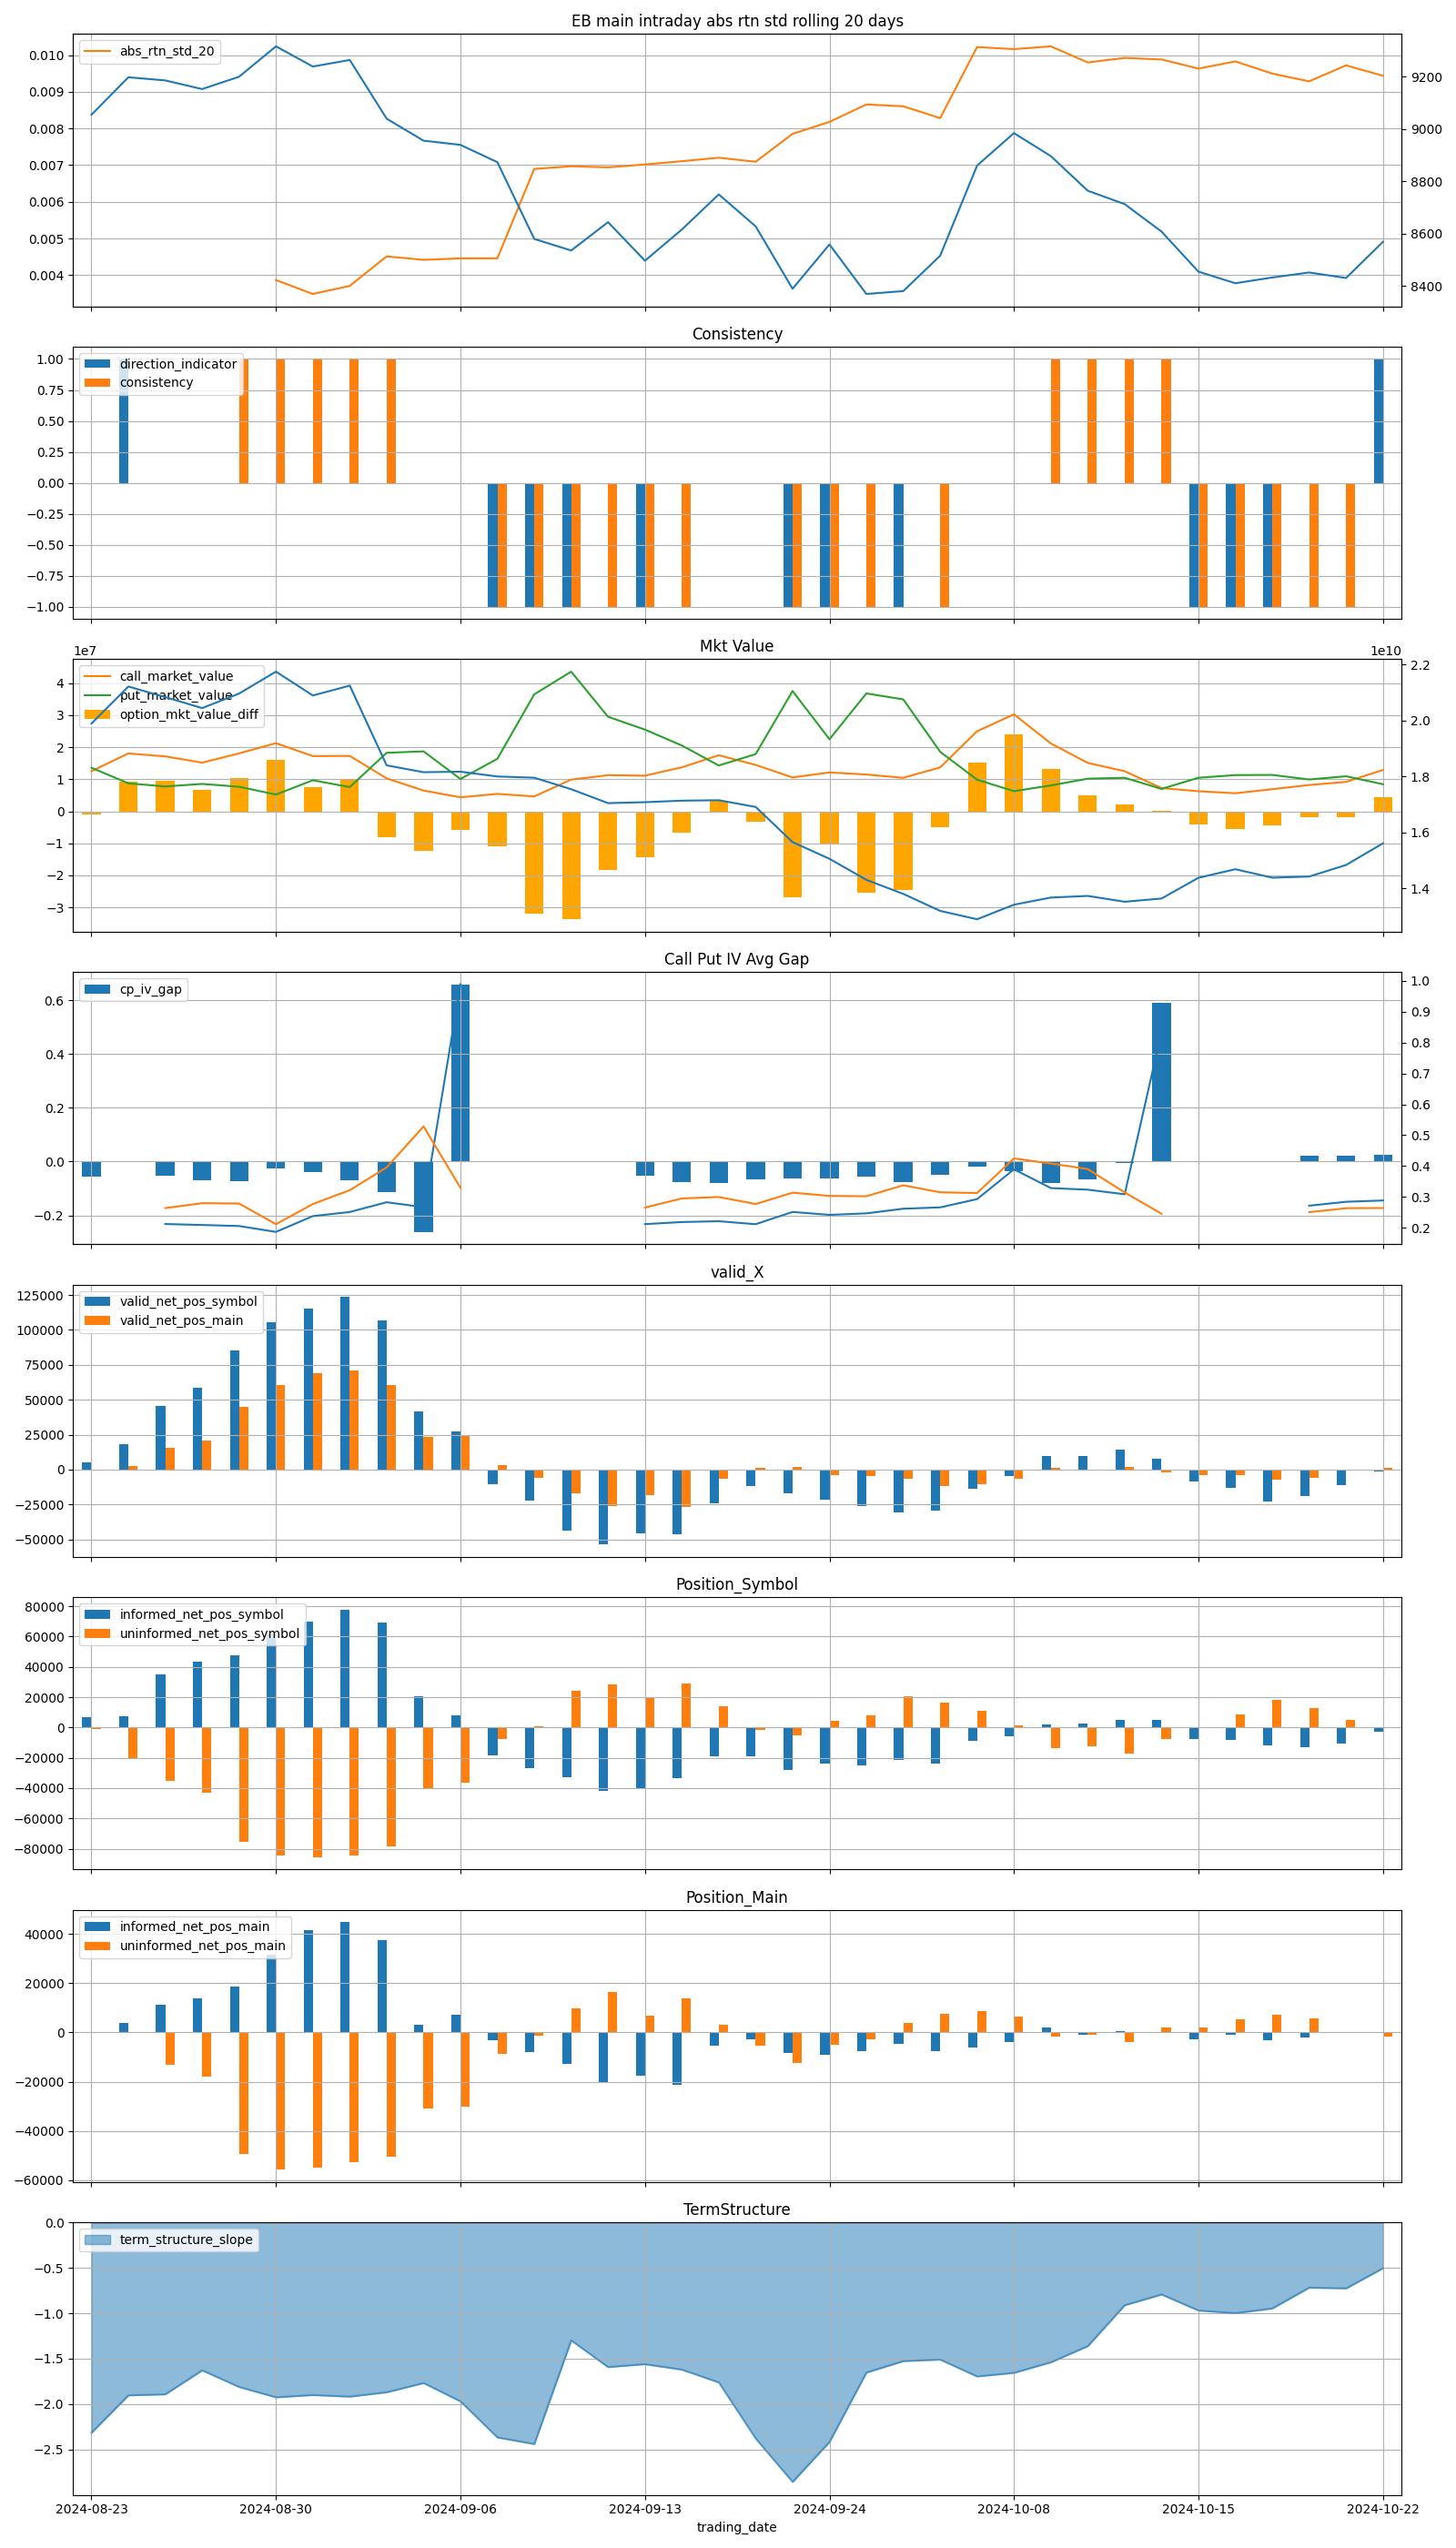 EB main intraday abs rtn std rolling 20 days
abs_rtn_std_20
0.010
0.009
0.008
0.007
0.006
0.005
0.004
9200
9000
8800
8600
8400
Consistency
direction_indicator
consistency
1.00
0.75
0.50
0.25
0.00
−0.25
−0.50
−0.75
−1.00
Mkt Value
1e7
1e10
call_market_value
put_market_value
option_mkt_value_diff
4
3
2
1
0
−1
−2
−3
2.2
2.0
1.8
1.6
1.4
Call Put IV Avg Gap
cp_iv_gap
0.6
0.4
0.2
0.0
−0.2
1.0
0.9
0.8
0.7
0.6
0.5
0.4
0.3
0.2
valid_X
valid_net_pos_symbol
valid_net_pos_main
125000
100000
75000
50000
25000
0
−25000
−50000
Position_Symbol
informed_net_pos_symbol
uninformed_net_pos_symbol
80000
60000
40000
20000
0
−20000
−40000
−60000
−80000
Position_Main
informed_net_pos_main
uninformed_net_pos_main
40000
20000
0
−20000
−40000
−60000
TermStructure
term_structure_slope
0.0
−0.5
−1.0
−1.5
−2.0
−2.5
2024-08-23 2024-08-30 2024-09-06 2024-09-13 2024-09-24 2024-10-08 2024-10-15 2024-10-22
trading_date